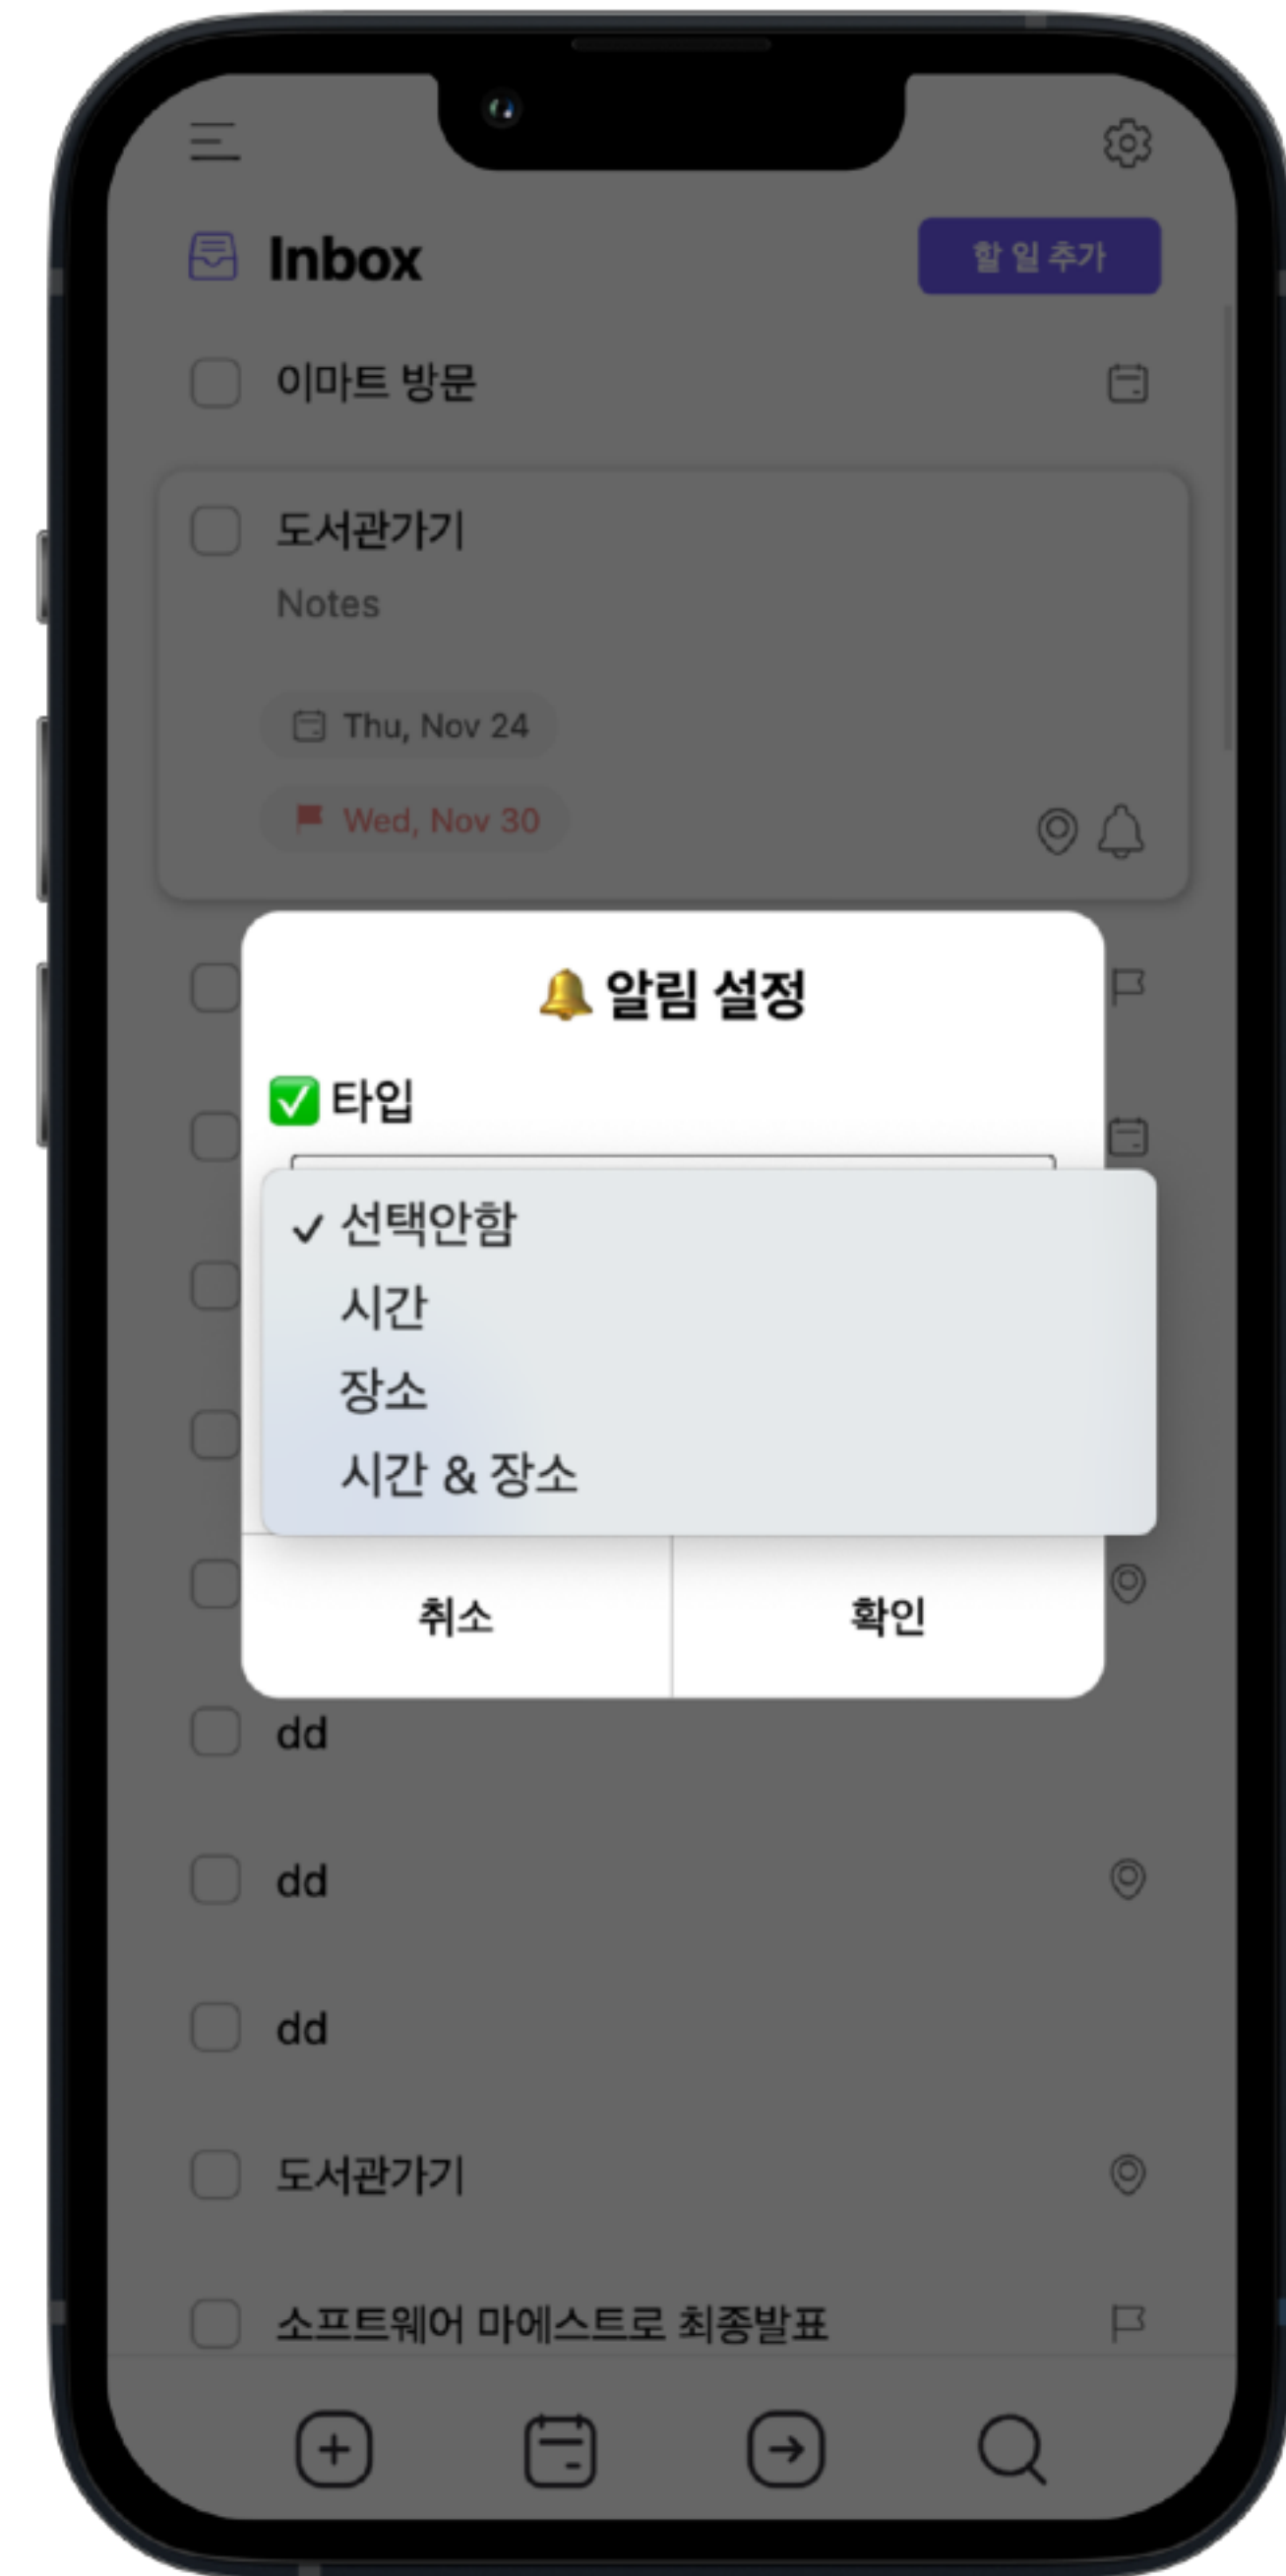 Inbox
할 일 추가
이마트 방문
도서관가기
Notes
Thu, Nov 24
Wed, Nov 30
🔔 알림 설정
✅ 타입
✓ 선택안함
시간
장소
시간 & 장소
취소
확인
dd
dd
dd
도서관가기
소프트웨어 마에스트로 최종발표